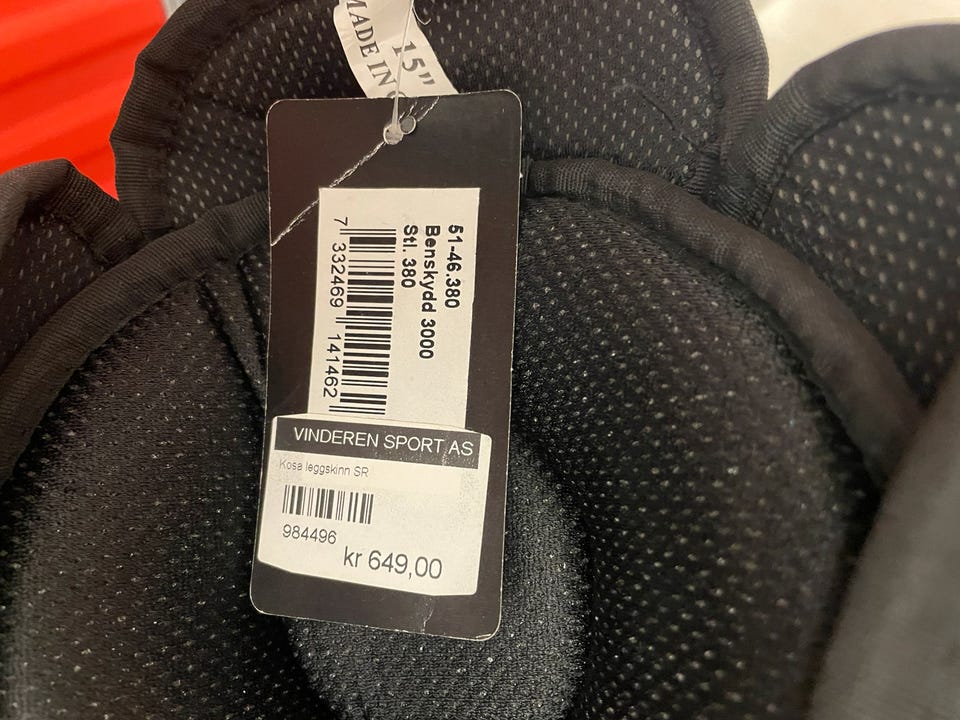 15"
MADE IN
51-46.380
Benskydd 3000
Stl. 380
7 332469 141462
VINDEREN SPORT AS
Kosa leggskinn SR
984496
kr 649,00